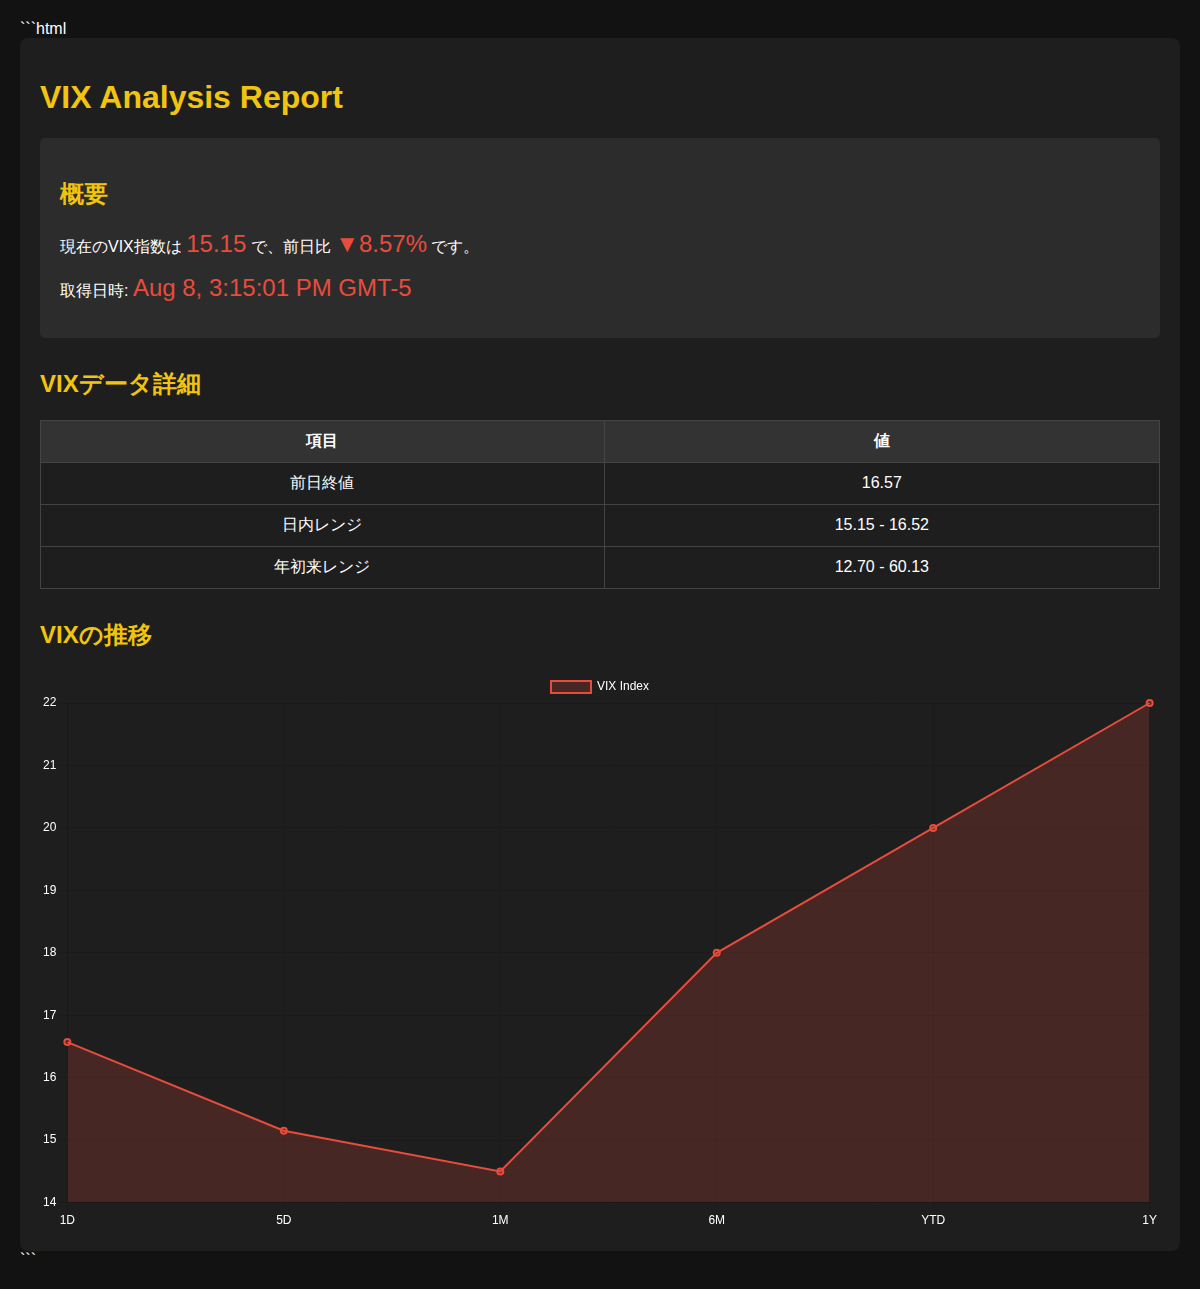 ```html
VIX Analysis Report
概要
現在のVIX指数は 15.15 で、前日比 ▼8.57% です。
取得日時: Aug 8, 3:15:01 PM GMT-5
VIXデータ詳細
項目 値
前日終値 16.57
日内レンジ 15.15 - 16.52
年初来レンジ 12.70 - 60.13
VIXの推移
VIX Index
22
21
20
19
18
17
16
15
14
1D 5D 1M 6M YTD 1Y
```